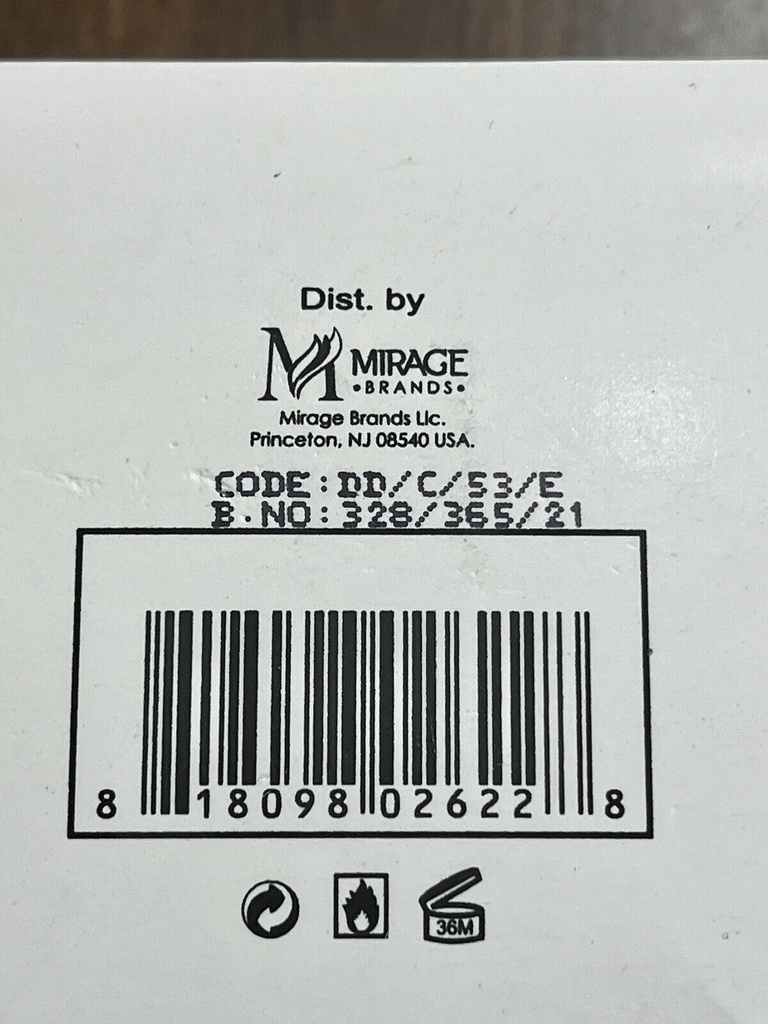 Dist. by
M MIRAGE
•BRANDS•
Mirage Brands Llc.
Princeton, NJ 08540 USA.
CODE:DD/C/53/E
B.NO:328/365/21
8 18098 02622 8
36M